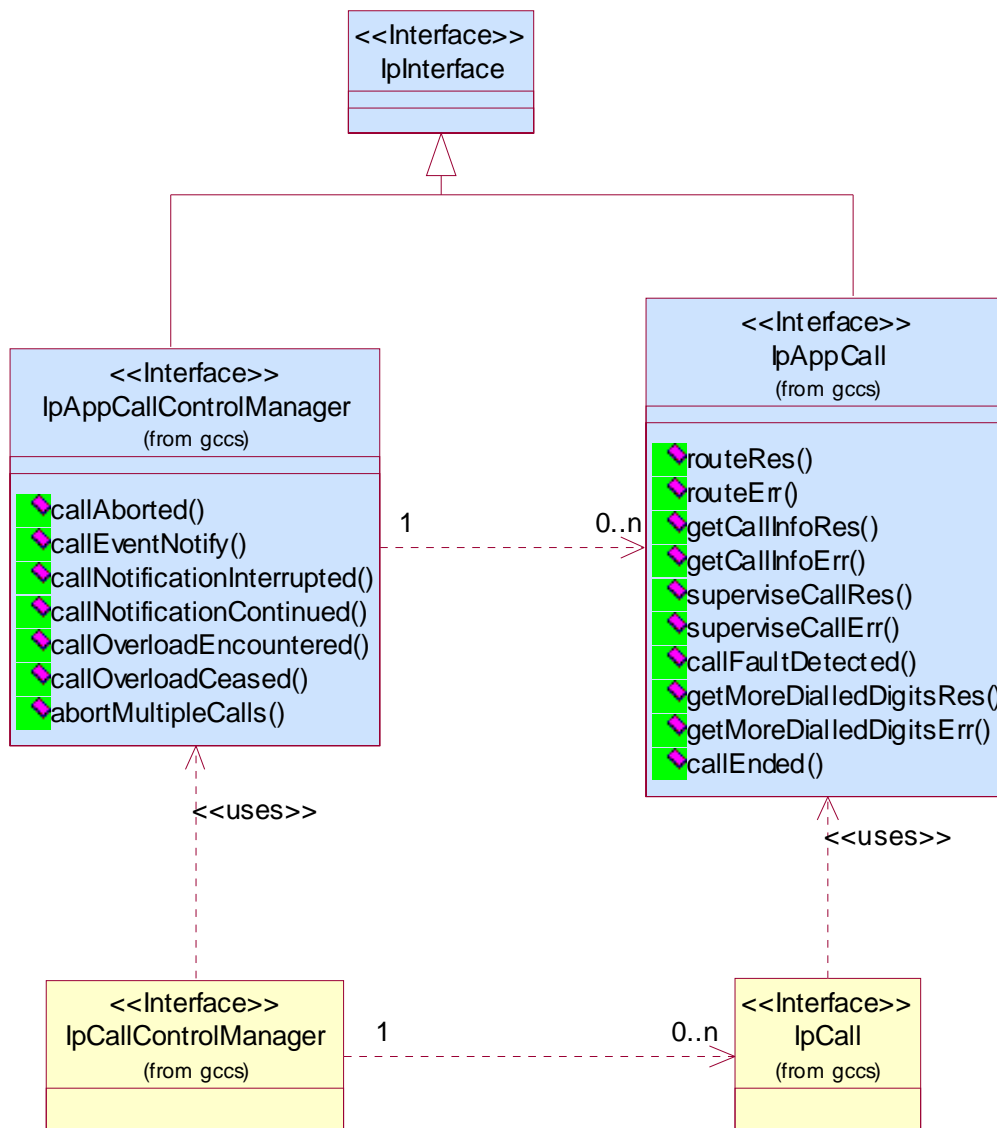 <<Interface>>
IpInterface
<<Interface>>
IpAppCallControlManager
(from gccs)
callAborted()
callEventNotify()
callNotificationInterrupted()
callNotificationContinued()
callOverloadEncountered()
callOverloadCeased()
abortMultipleCalls()
1
0..n
<<Interface>>
IpAppCall
(from gccs)
routeRes()
routeErr()
getCallInfoRes()
getCallInfoErr()
superviseCallRes()
superviseCallErr()
callFaultDetected()
getMoreDialledDigitsRes()
getMoreDialledDigitsErr()
callEnded()
<<uses>>
<<uses>>
<<Interface>>
IpCallControlManager
(from gccs)
1
0..n
<<Interface>>
IpCall
(from gccs)